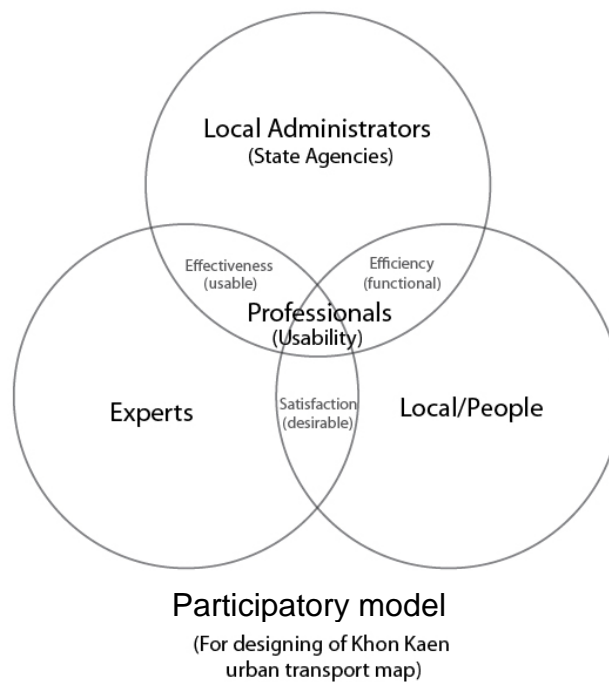 Local Administrators
(State Agencies)
Effectiveness
(usable)
Efficiency
(functional)
Professionals
(Usability)
Experts
Satisfaction
(desirable)
Local/People
Participatory model
(For designing of Khon Kaen
urban transport map)